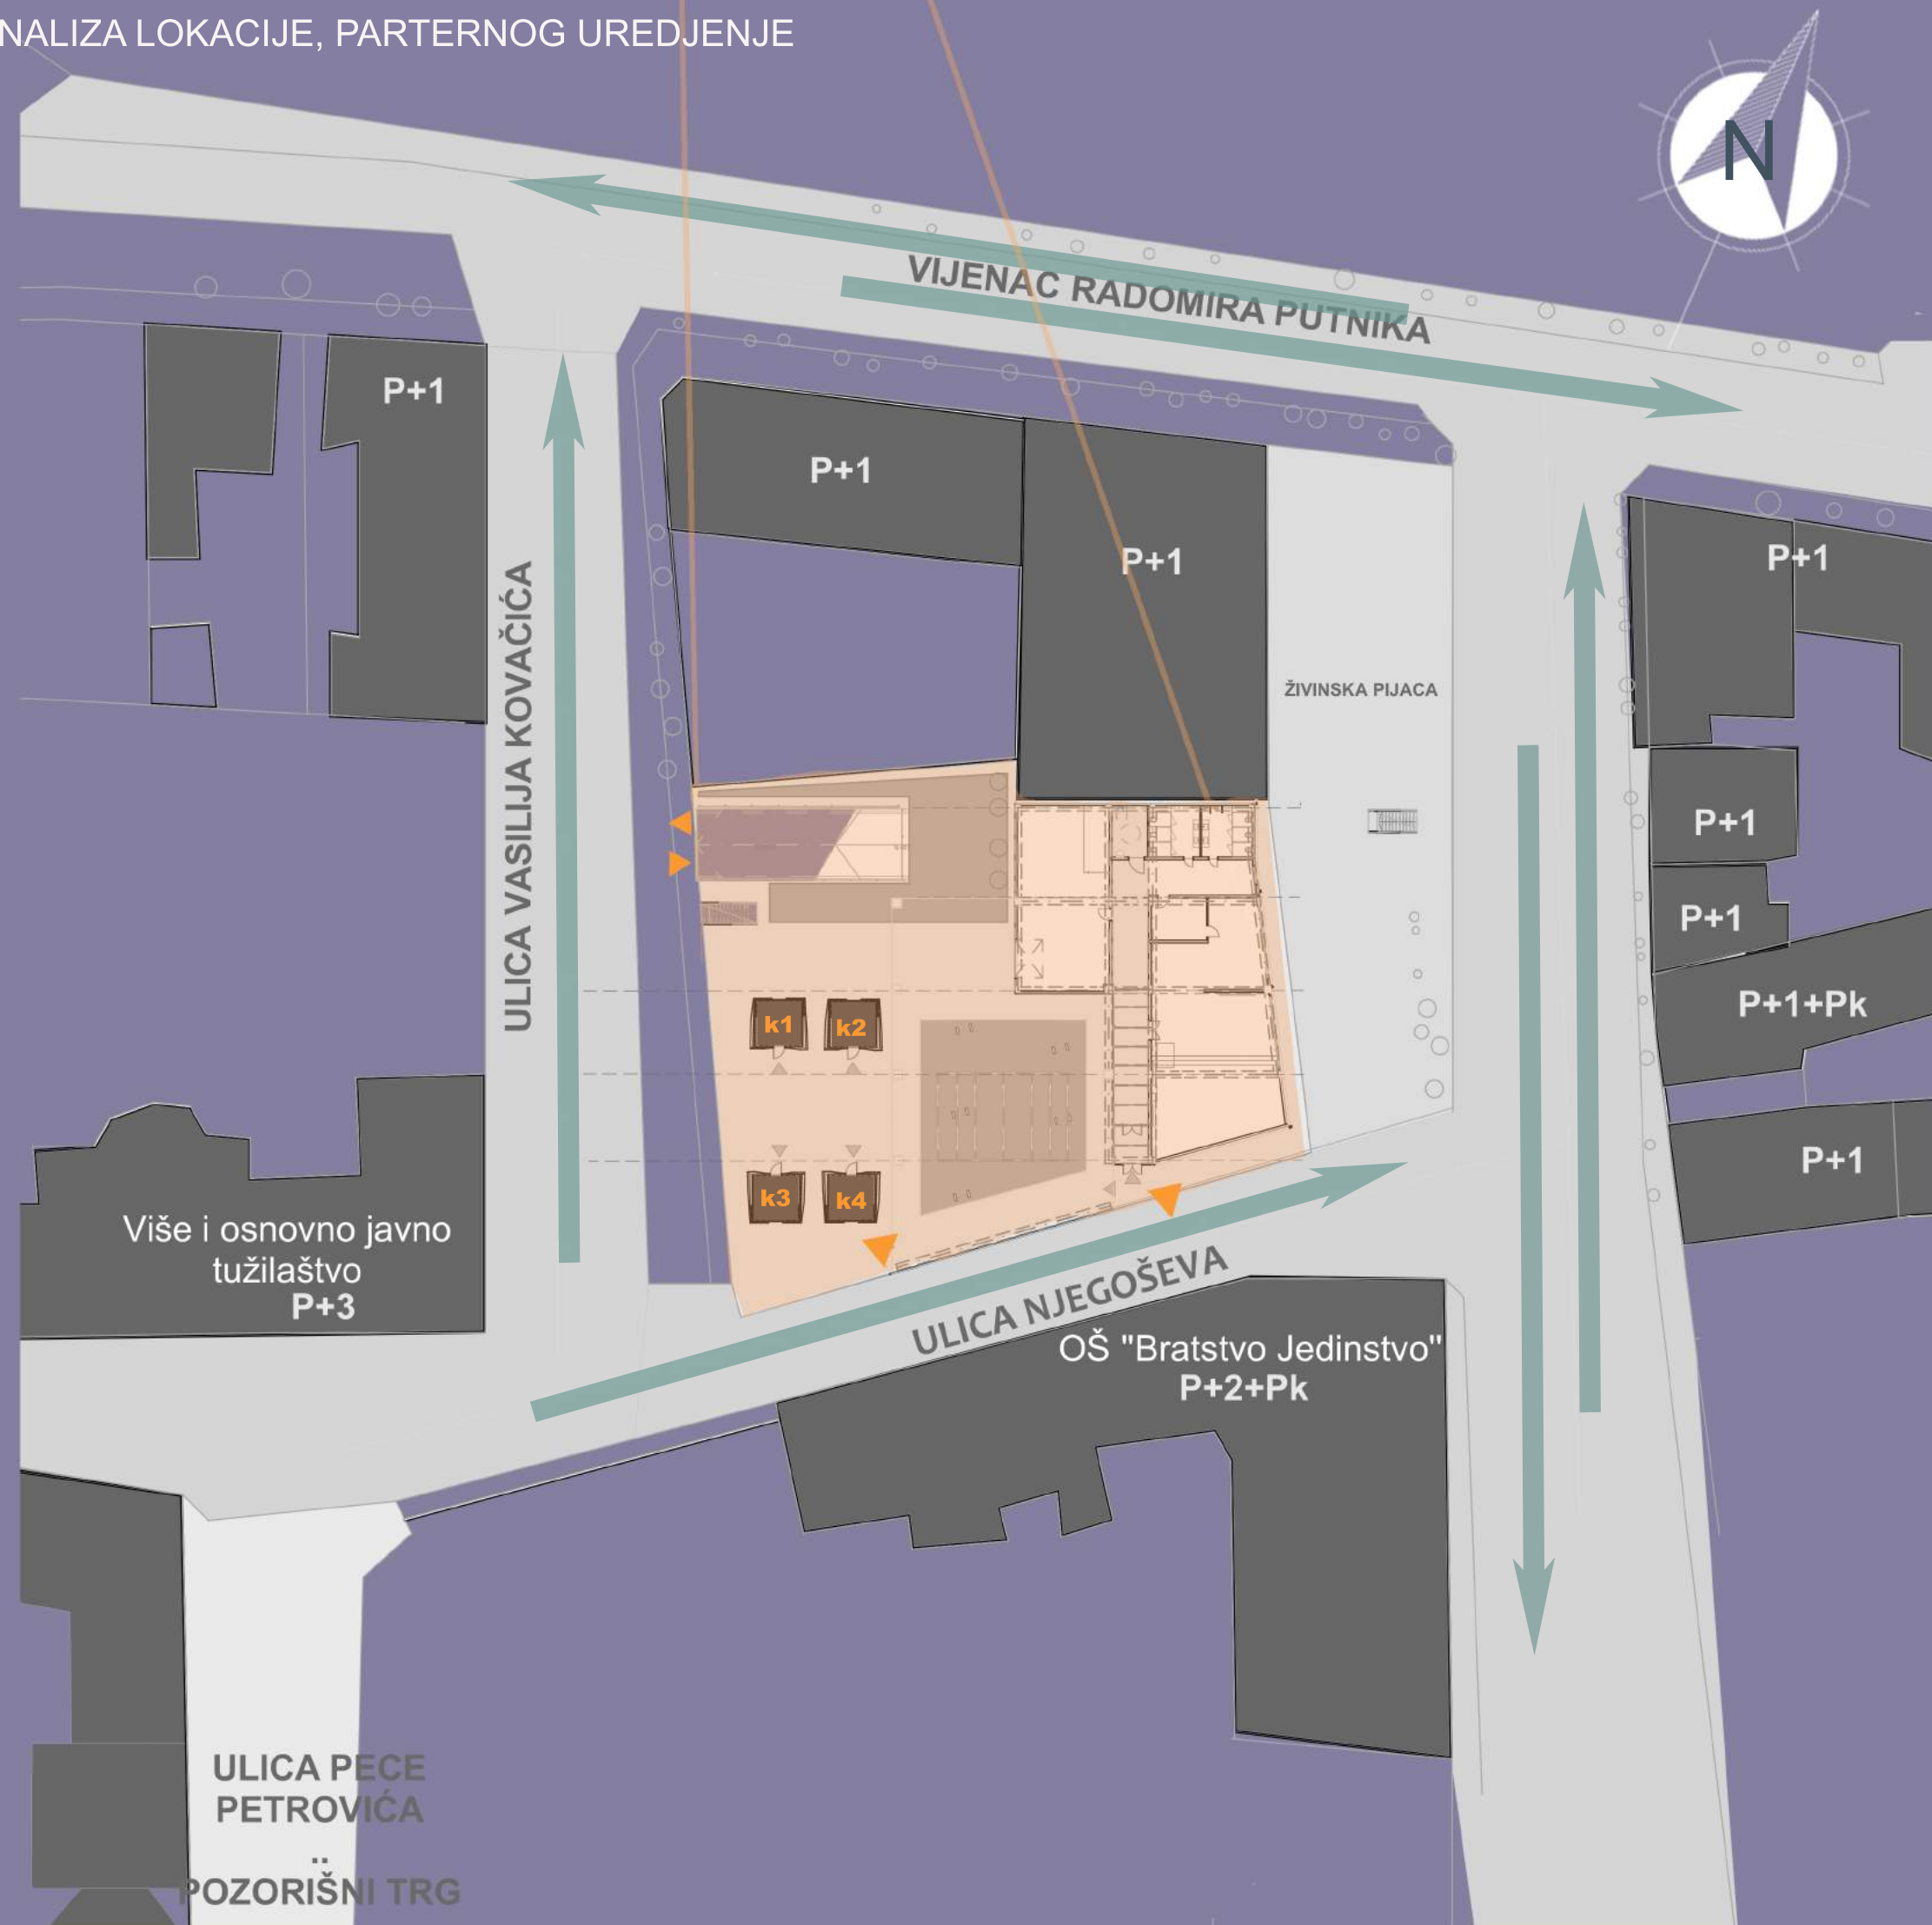 NALIZA LOKACIJE, PARTERNOG UREDJENJE
N
VIJENAC RADOMIRA PUTNIKA
P+1
P+1
P+1
P+1
ULICA VASILIJA KOVAČIĆA
ŽIVINSKA PIJACA
P+1
P+1
P+1+Pk
k1
k2
P+1
k3
k4
Više i osnovno javno
tužilaštvo
P+3
ULICA NJEGOŠEVA
OŠ "Bratstvo Jedinstvo"
P+2+Pk
ULICA PECE
PETROVIĆA
..
POZORIŠNI TRG